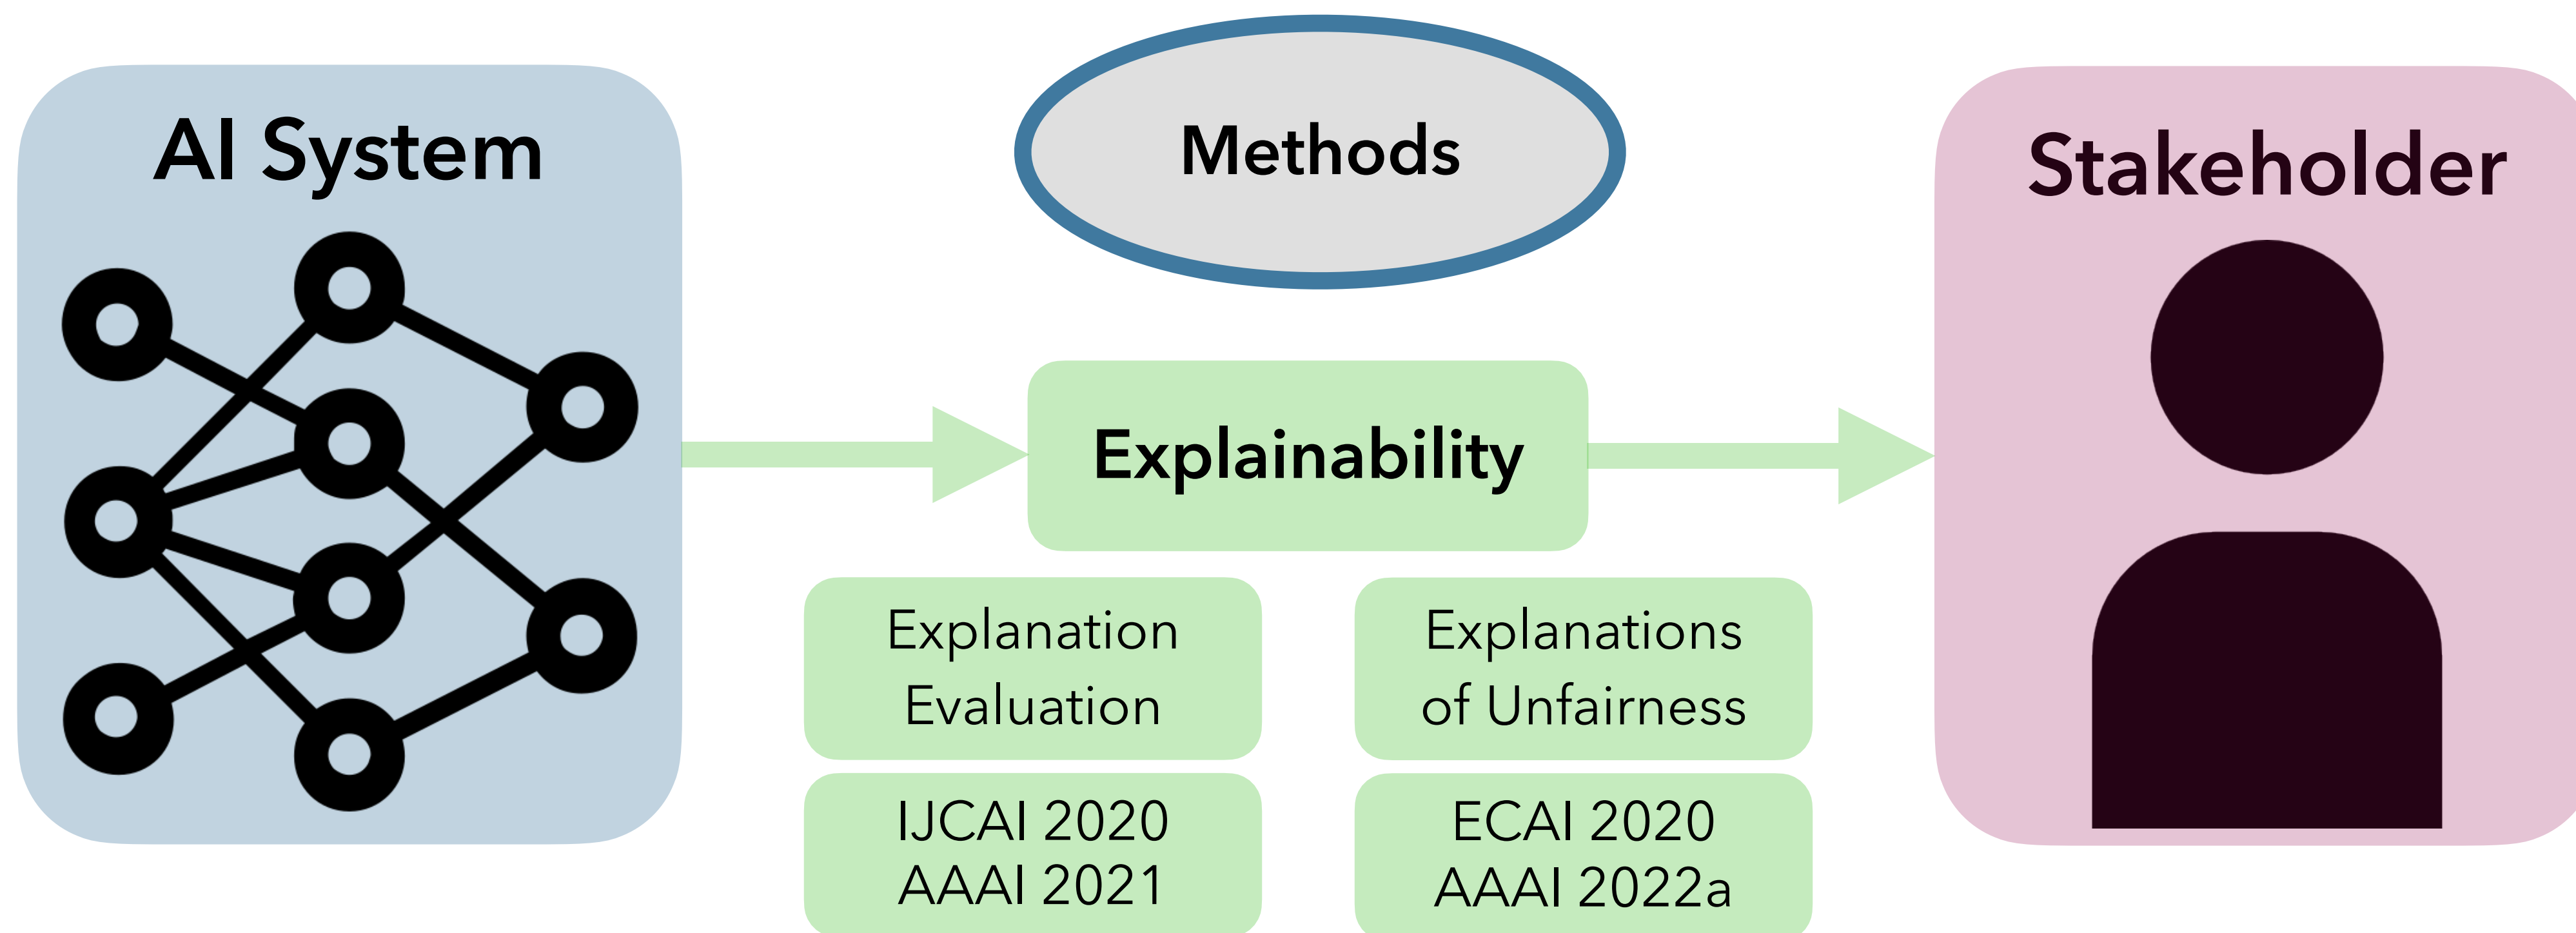 AI System
Methods
Stakeholder
Explainability
Explanation
Evaluation
Explanations
of Unfairness
IJCAI 2020
AAAI 2021
ECAI 2020
AAAI 2022a